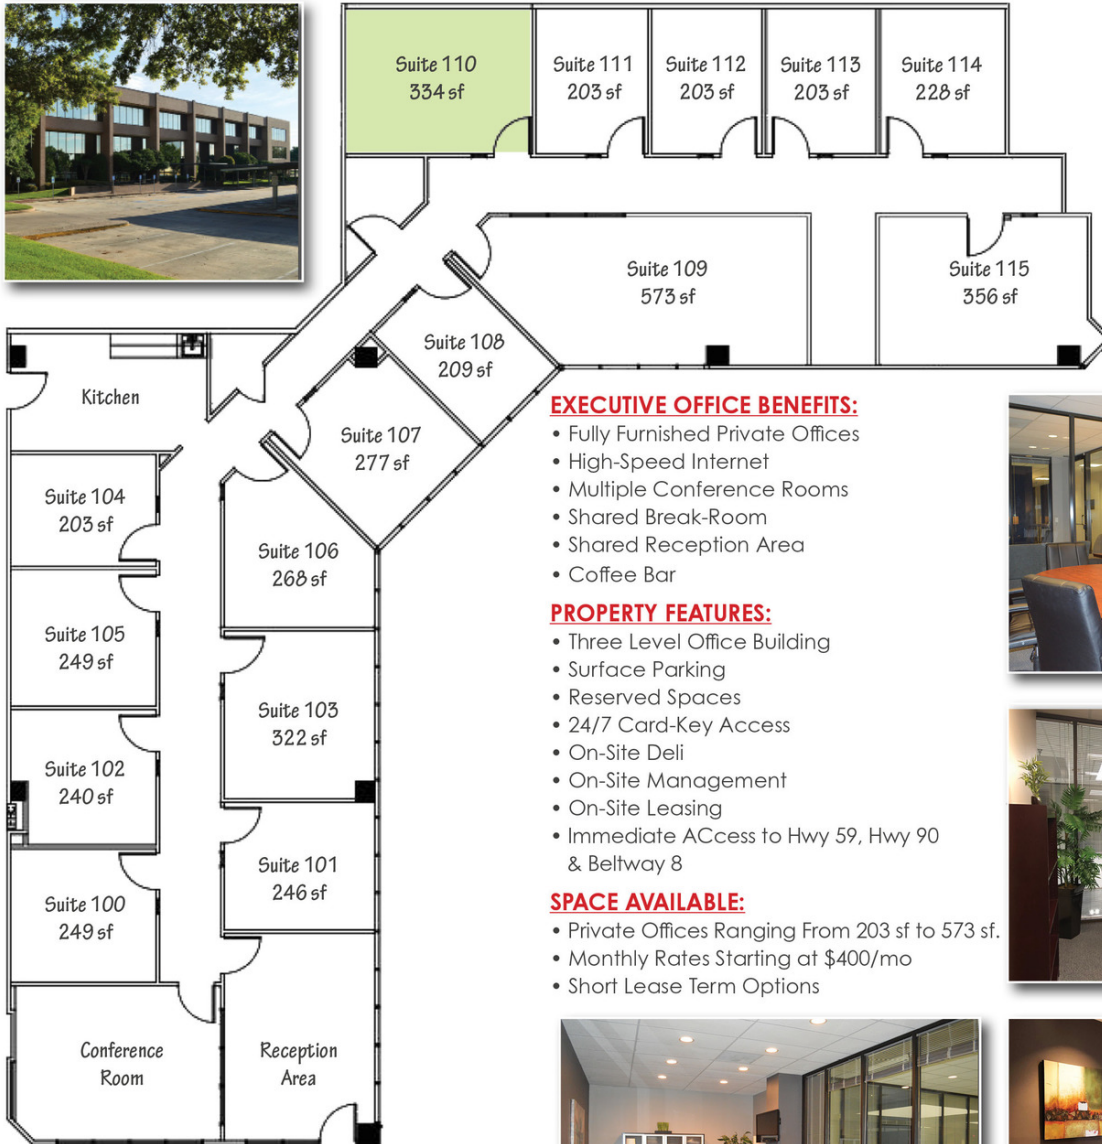 Suite 110
334 sf
Suite 111
203 sf
Suite 112
203 sf
Suite 113
203 sf
Suite 114
228 sf
Suite 109
573 sf
Suite 115
356 sf
Suite 108
209 sf
Kitchen
Suite 107
277 sf
Suite 104
203 sf
Suite 106
268 sf
Suite 105
249 sf
Suite 103
322 sf
Suite 102
240 sf
Suite 101
246 sf
Suite 100
249 sf
Conference
Room
Reception
Area
EXECUTIVE OFFICE BENEFITS:
• Fully Furnished Private Offices
• High-Speed Internet
• Multiple Conference Rooms
• Shared Break-Room
• Shared Reception Area
• Coffee Bar
PROPERTY FEATURES:
• Three Level Office Building
• Surface Parking
• Reserved Spaces
• 24/7 Card-Key Access
• On-Site Deli
• On-Site Management
• On-Site Leasing
• Immediate ACcess to Hwy 59, Hwy 90
& Beltway 8
SPACE AVAILABLE:
• Private Offices Ranging From 203 sf to 573 sf.
• Monthly Rates Starting at $400/mo
• Short Lease Term Options